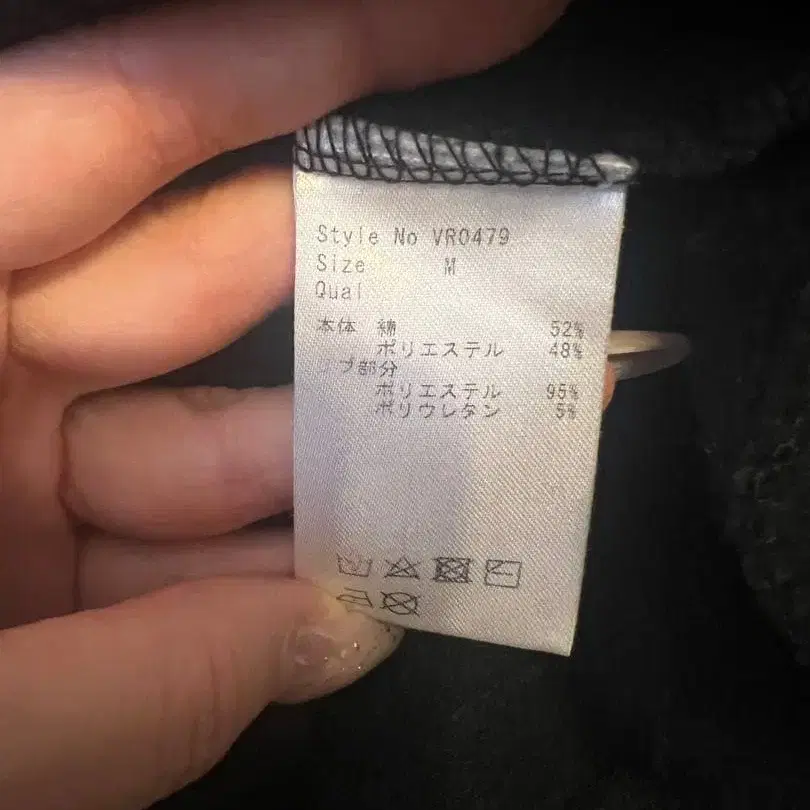 Style No VR0479
Size M
Qual
本体 綿 52%
ポリエステル 48%
リブ部分
ポリエステル 95%
ポリウレタン 5%